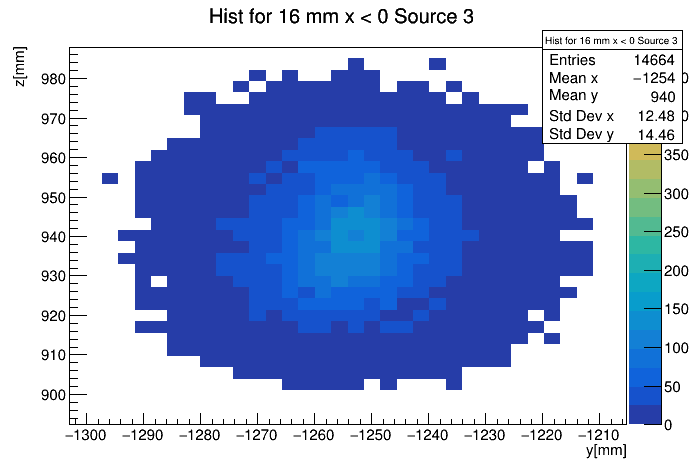 Hist for 16 mm x < 0 Source 3
z[mm]
Hist for 16 mm x < 0 Source 3
Entries 14664
Mean x −1254
Mean y 940
Std Dev x 12.48
Std Dev y 14.46
980
970
960
950
940
930
920
910
900
350
300
250
200
150
100
50
0
−1300 −1290 −1280 −1270 −1260 −1250 −1240 −1230 −1220 −1210
y[mm]